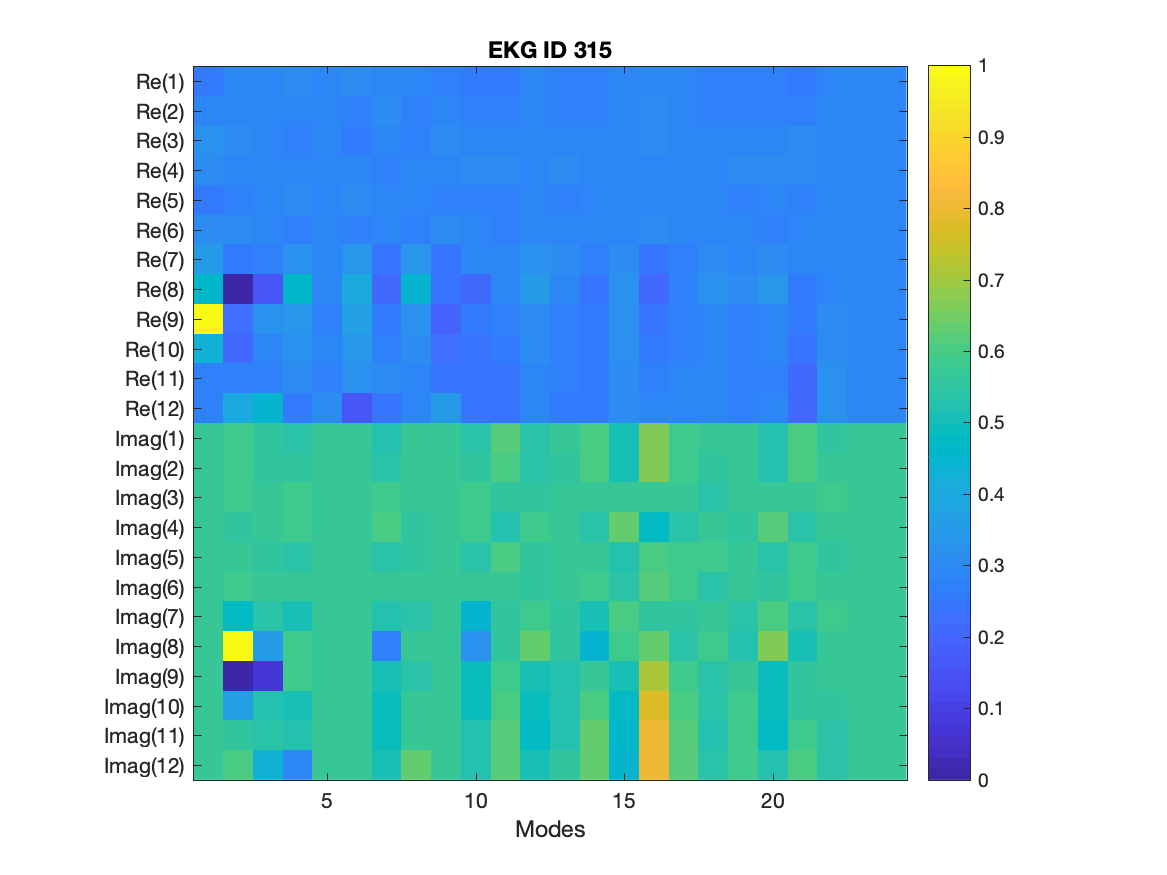 EKG ID 315
Re(1)
Re(2)
Re(3)
Re(4)
Re(5)
Re(6)
Re(7)
Re(8)
Re(9)
Re(10)
Re(11)
Re(12)
Imag(1)
Imag(2)
Imag(3)
Imag(4)
Imag(5)
Imag(6)
Imag(7)
Imag(8)
Imag(9)
Imag(10)
Imag(11)
Imag(12)
5 10 15 20
Modes
1
0.9
0.8
0.7
0.6
0.5
0.4
0.3
0.2
0.1
0